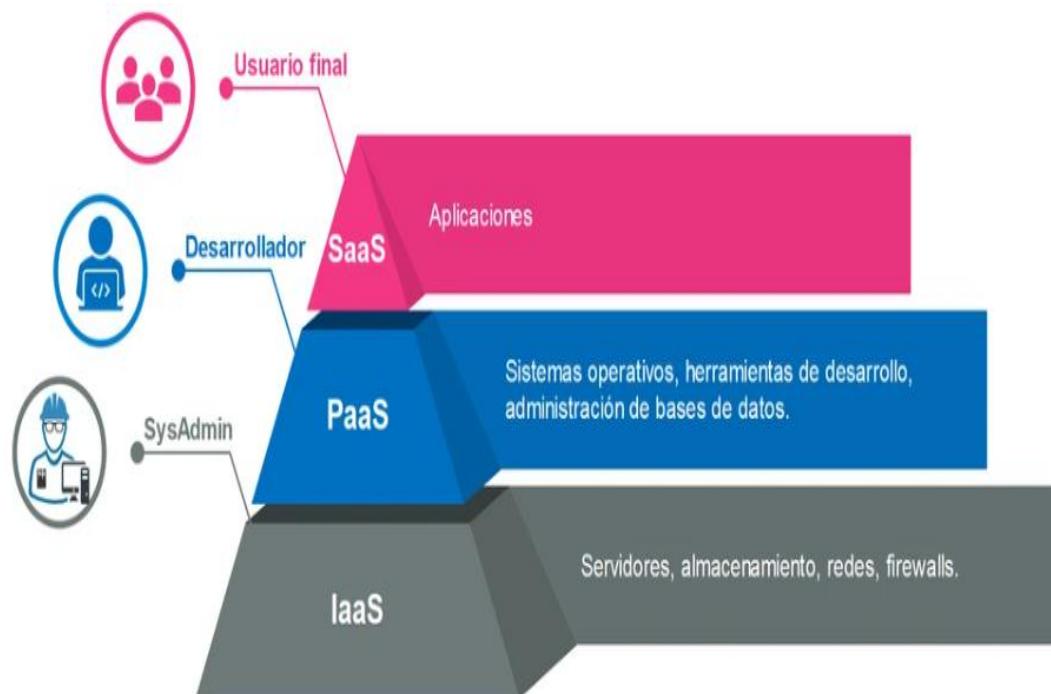 Usuario final
Aplicaciones
SaaS
Desarrollador
Sistemas operativos, herramientas de desarrollo,
administración de bases de datos.
PaaS
SysAdmin
Servidores, almacenamiento, redes, firewalls.
IaaS